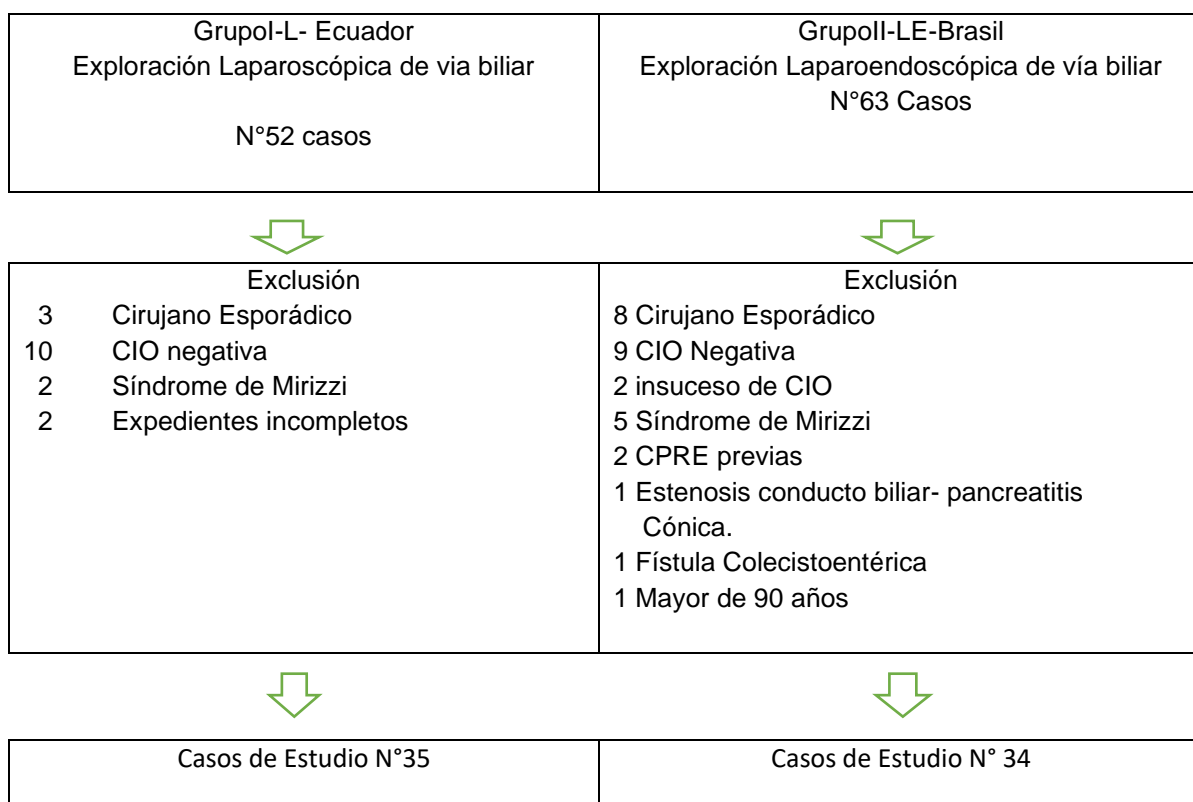 GrupoI-L- Ecuador
Exploración Laparoscópica de via biliar
N°52 casos
GrupoII-LE-Brasil
Exploración Laparoendoscópica de vía biliar
N°63 Casos
Exclusión
3 Cirujano Esporádico
10 CIO negativa
2 Síndrome de Mirizzi
2 Expedientes incompletos
Exclusión
8 Cirujano Esporádico
9 CIO Negativa
2 insuceso de CIO
5 Síndrome de Mirizzi
2 CPRE previas
1 Estenosis conducto biliar- pancreatitis
Cónica.
1 Fístula Colecistoentérica
1 Mayor de 90 años
Casos de Estudio N°35
Casos de Estudio N° 34